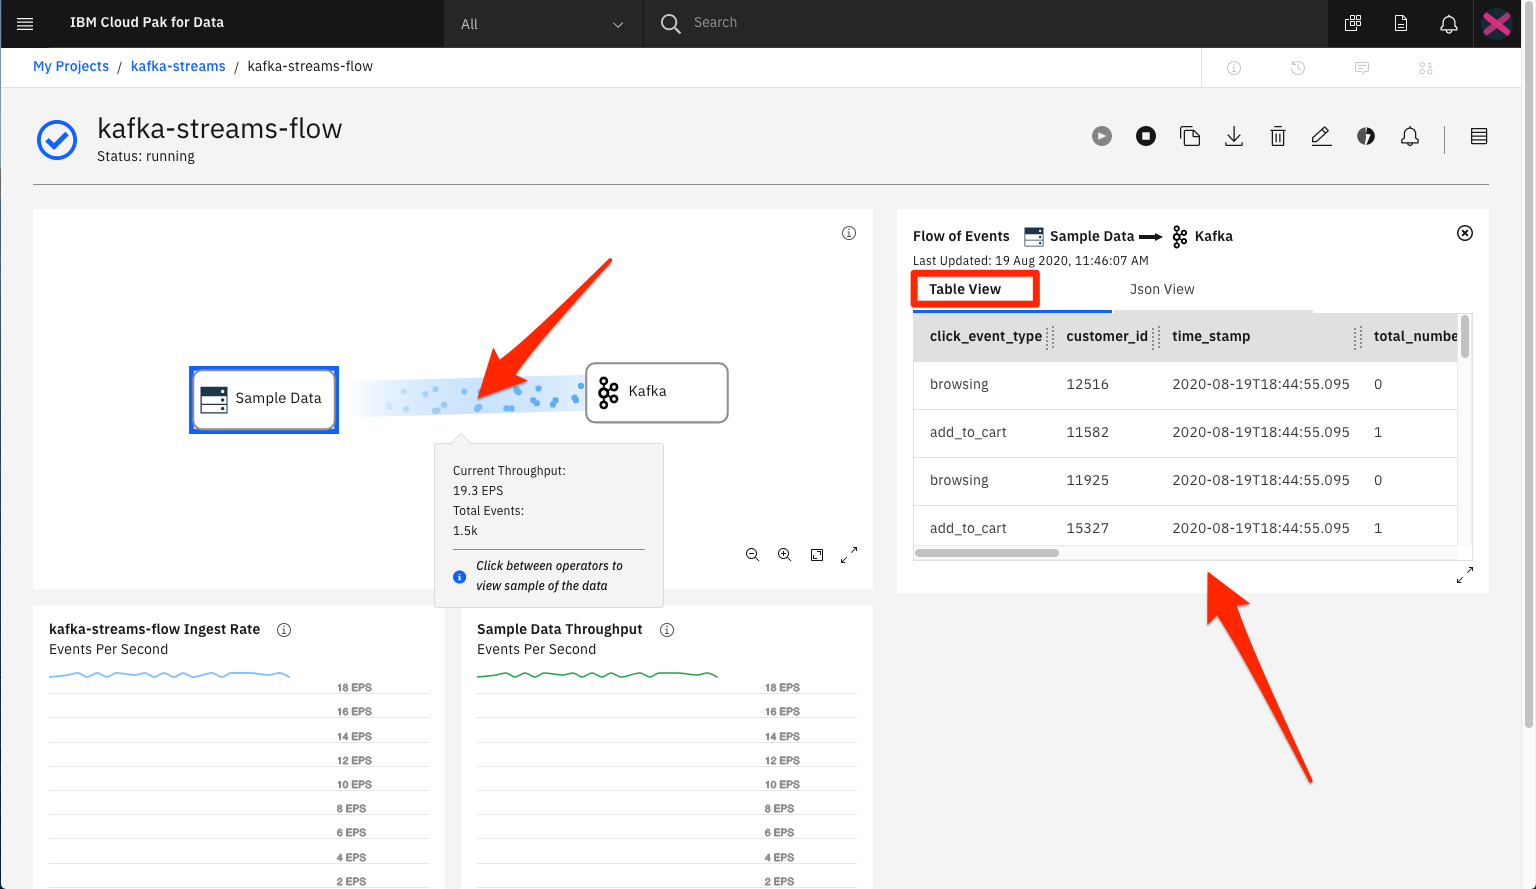 IBM Cloud Pak for Data
All
Search
My Projects / kafka-streams / kafka-streams-flow
kafka-streams-flow
Status: running
Sample Data
Kafka
Current Throughput:
19.3 EPS
Total Events:
1.5k
Click between operators to
view sample of the data
Flow of Events Sample Data Kafka
Last Updated: 19 Aug 2020, 11:46:07 AM
Table View Json View
click_event_type customer_id time_stamp total_numbe
browsing 12516 2020-08-19T18:44:55.095 0
add_to_cart 11582 2020-08-19T18:44:55.095 1
browsing 11925 2020-08-19T18:44:55.095 0
add_to_cart 15327 2020-08-19T18:44:55.095 1
kafka-streams-flow Ingest Rate
Events Per Second
18 EPS
16 EPS
14 EPS
12 EPS
10 EPS
8 EPS
6 EPS
4 EPS
2 EPS
Sample Data Throughput
Events Per Second
18 EPS
16 EPS
14 EPS
12 EPS
10 EPS
8 EPS
6 EPS
4 EPS
2 EPS